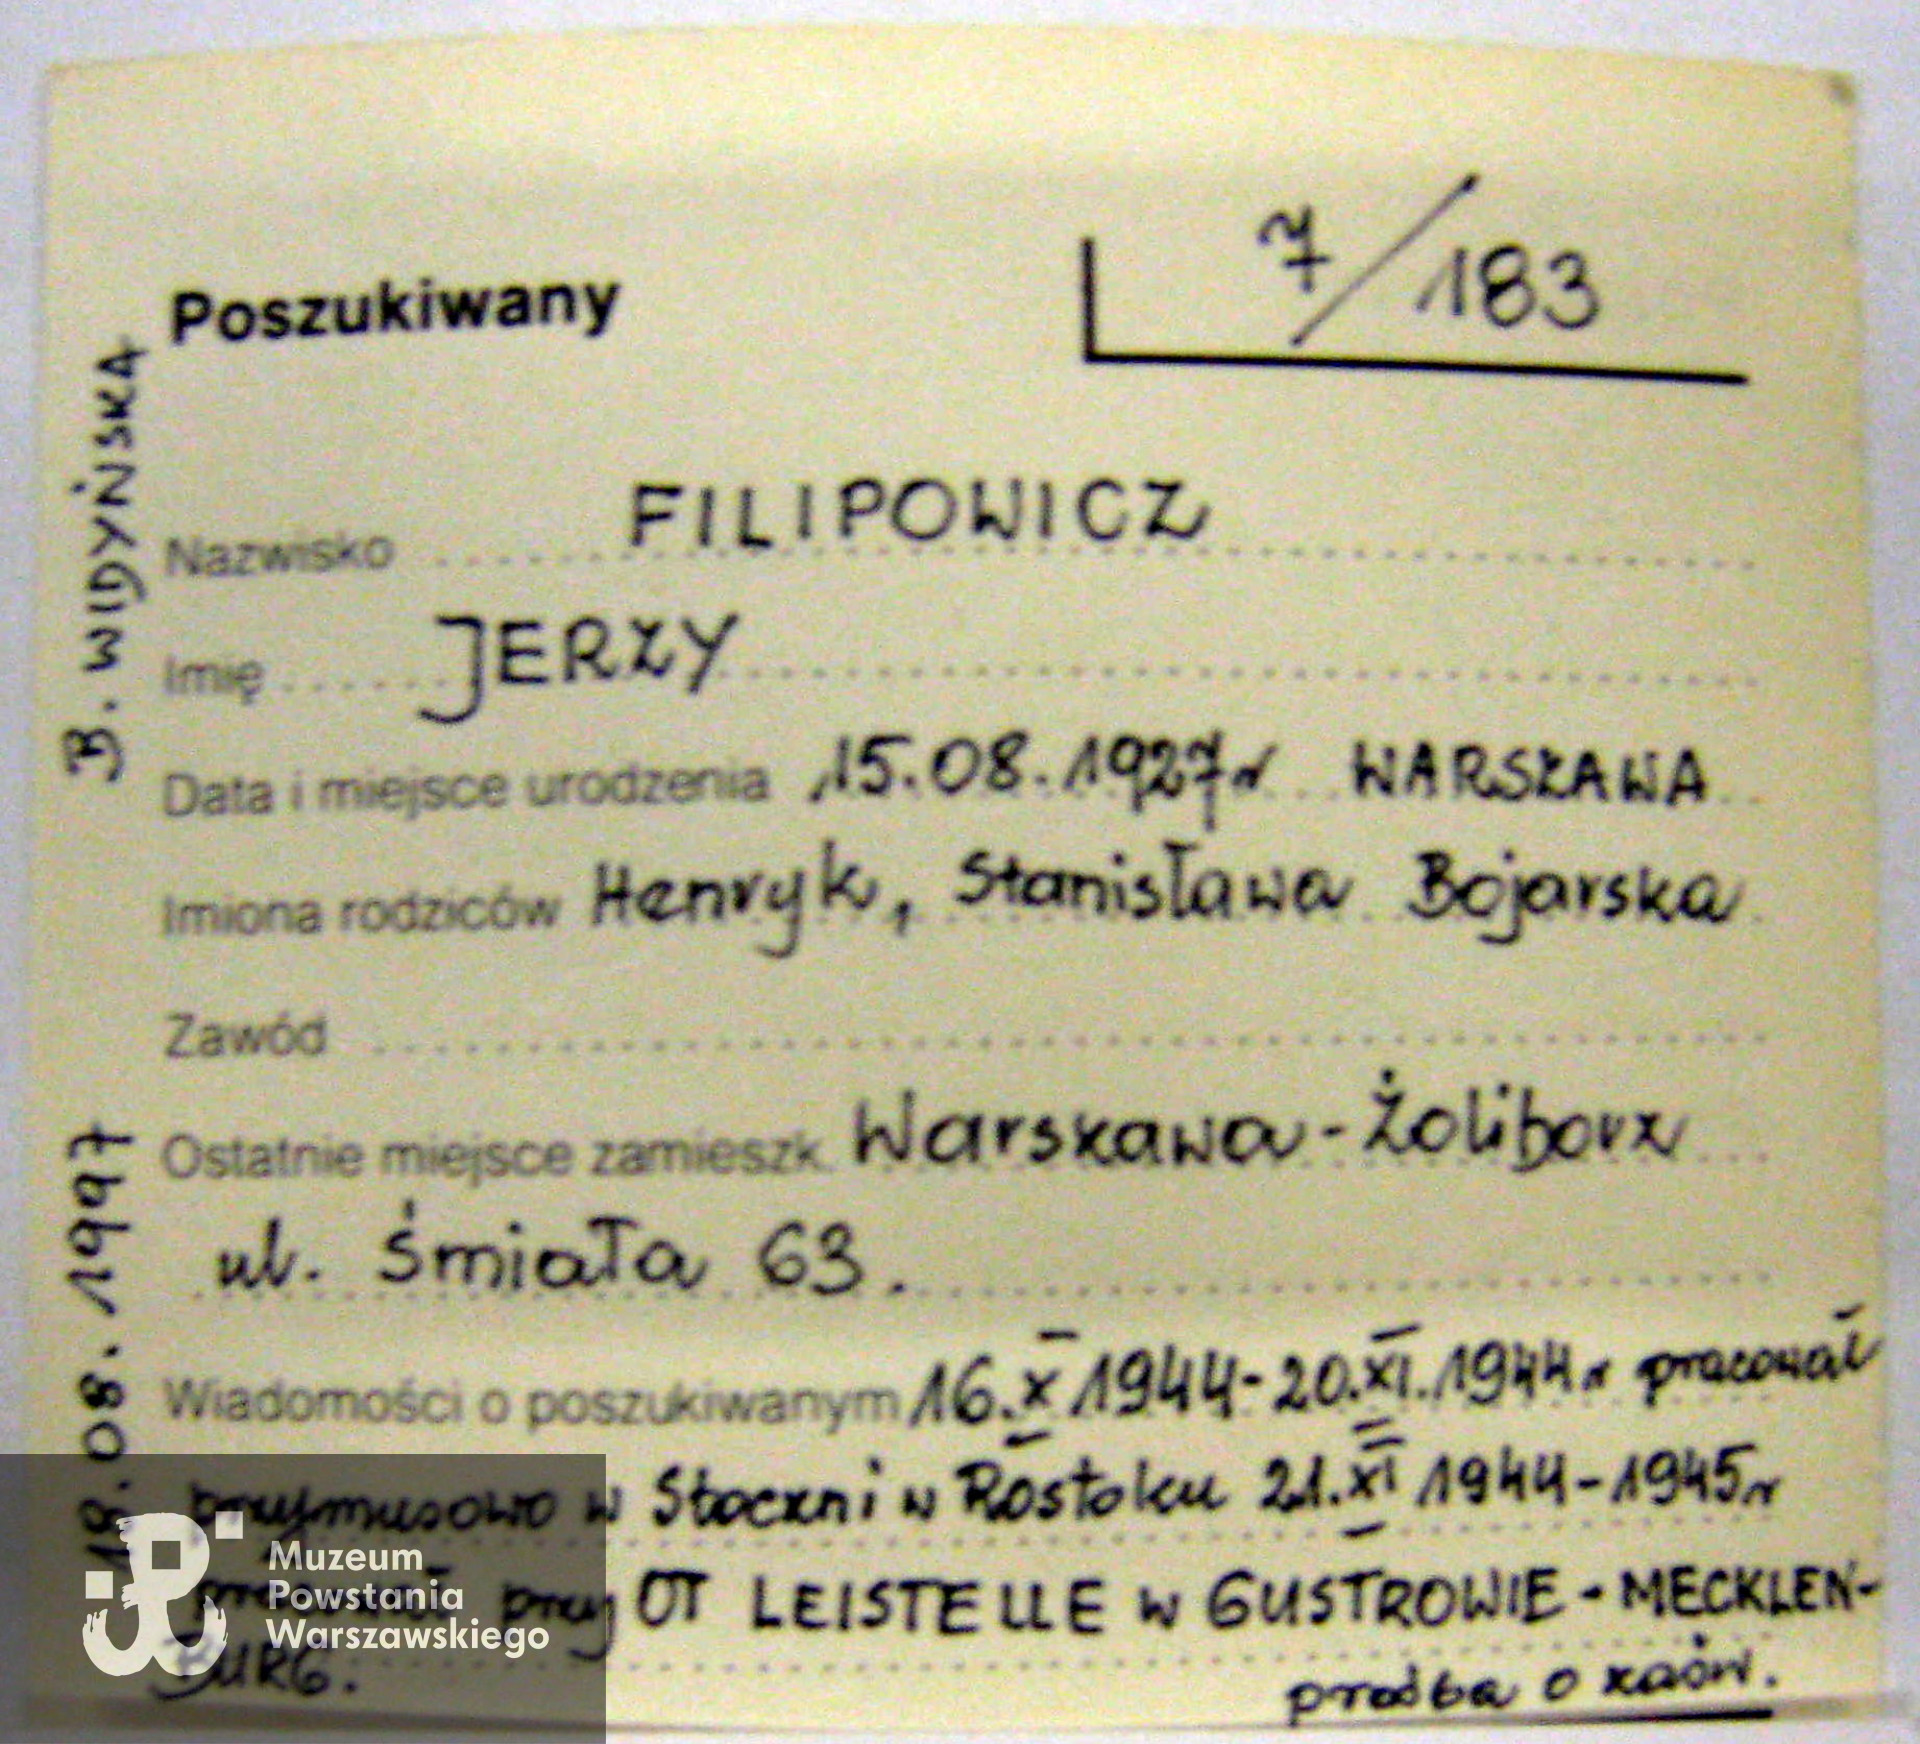 Poszukiwany
7/183
Nazwisko FILIPOWICZ
Imię JERZY
Data i miejsce urodzenia 15.08.1927r WARSZAWA
Imiona rodziców Henryk, Stanisława Bojarska
Zawód
Ostatnie miejsce zamieszk. Warszawa-Żoliborz
ul. Śmiała 63.
Wiadomości o poszukiwanym 16.X 1944-20.XI.1944r pracował
przymusowo w Stoczni w Rostoku 21.XI 1944-1945r
pracował przy OT LEISTELLE w GUSTROWIE-MECKLEN-
BURG.
prośba o zaśw.
B. WIDYŃSKA
18.08.1997
Muzeum
Powstania
Warszawskiego